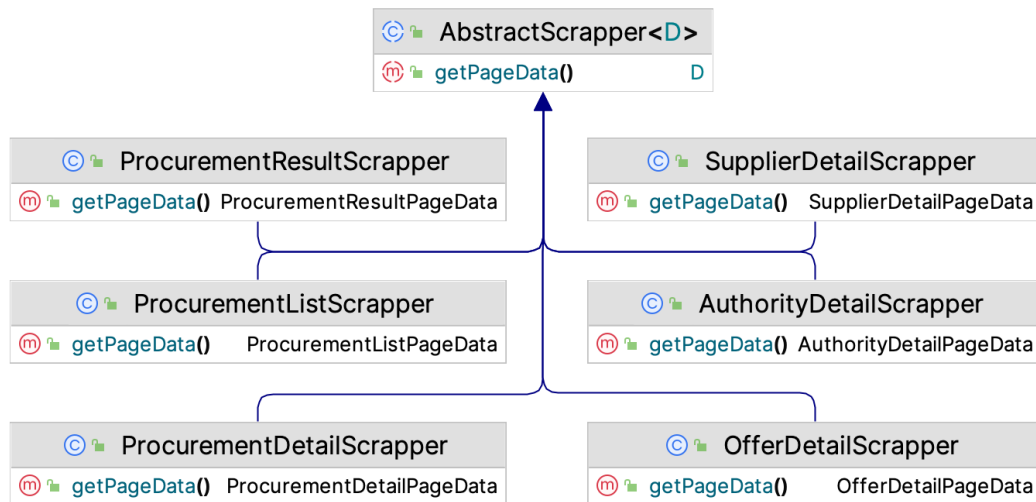 AbstractScrapper<D>
getPageData() D
ProcurementResultScrapper
getPageData() ProcurementResultPageData
SupplierDetailScrapper
getPageData() SupplierDetailPageData
ProcurementListScrapper
getPageData() ProcurementListPageData
AuthorityDetailScrapper
getPageData() AuthorityDetailPageData
ProcurementDetailScrapper
getPageData() ProcurementDetailPageData
OfferDetailScrapper
getPageData() OfferDetailPageData